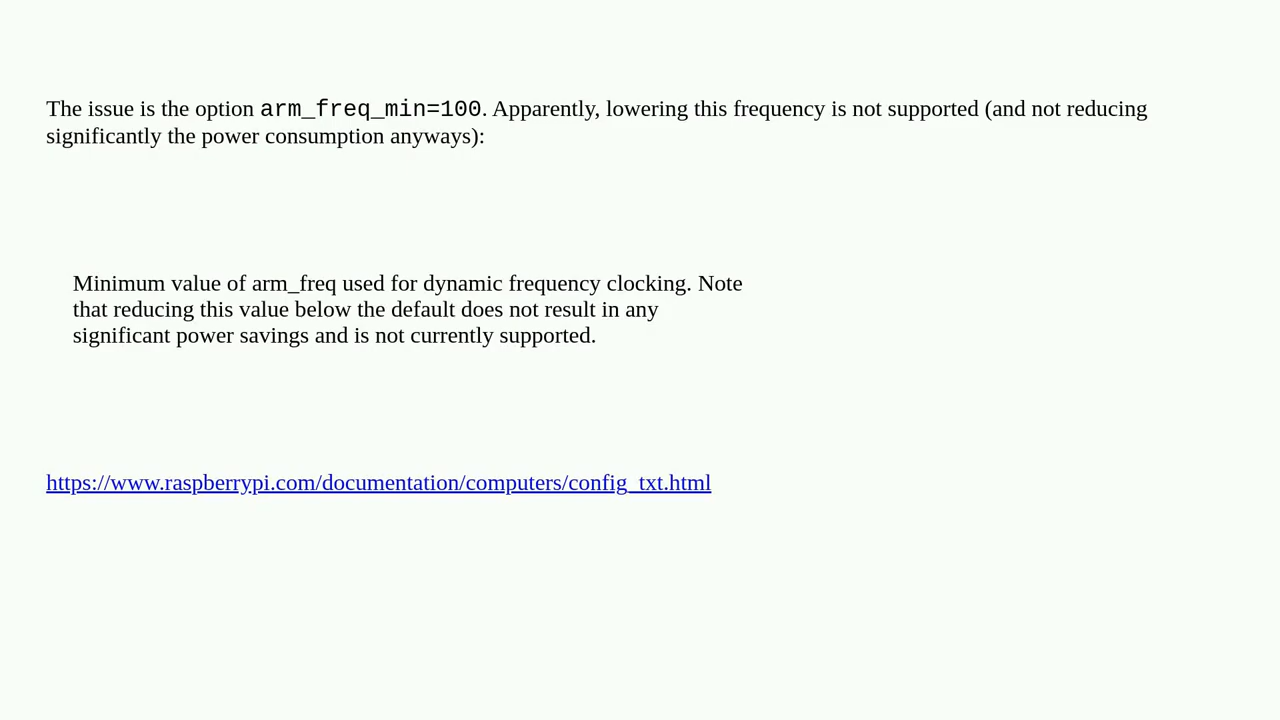 The issue is the option arm_freq_min=100. Apparently, lowering this frequency is not supported (and not reducing
significantly the power consumption anyways):
Minimum value of arm_freq used for dynamic frequency clocking. Note
that reducing this value below the default does not result in any
significant power savings and is not currently supported.
https://www.raspberrypi.com/documentation/computers/config_txt.html